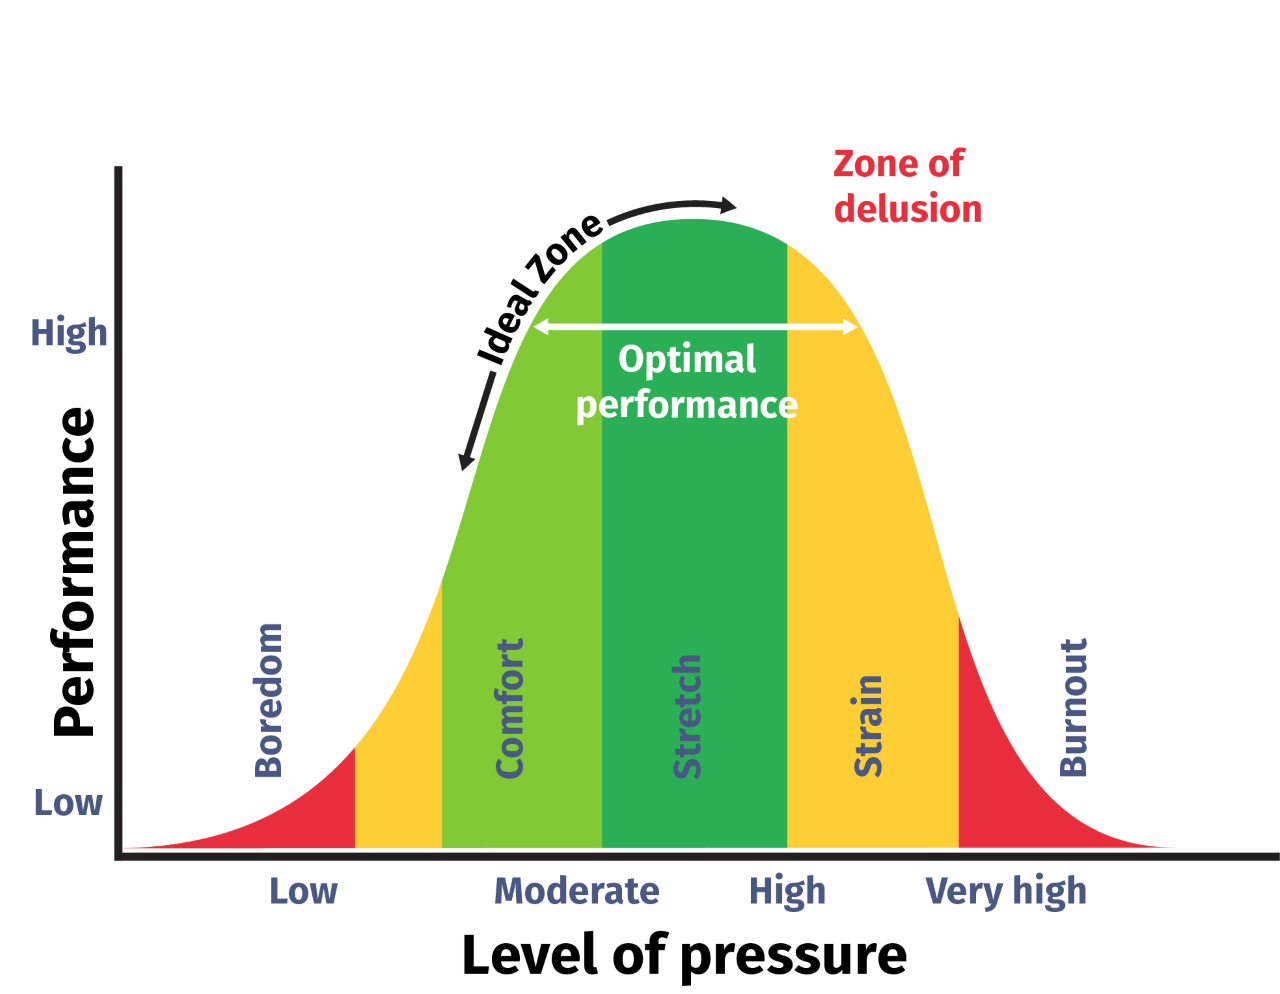 Zone of
delusion
Ideal Zone
High
Optimal
performance
Performance
Boredom
Comfort
Stretch
Strain
Burnout
Low
Low
Moderate
High
Very high
Level of pressure